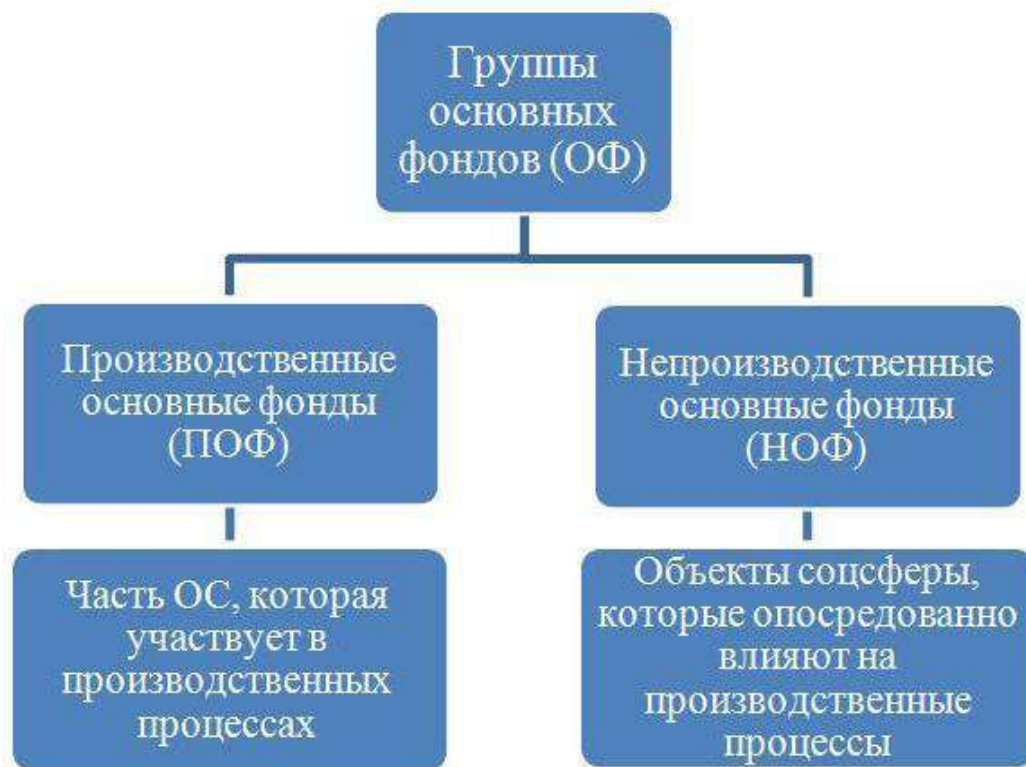 Группы
основных
фондов (ОФ)
Производственные
основные фонды
(ПОФ)
Непроизводственные
основные фонды
(НОФ)
Часть ОС, которая
участвует в
производственных
процессах
Объекты соцсферы,
которые опосредованно
влияют на
производственные
процессы